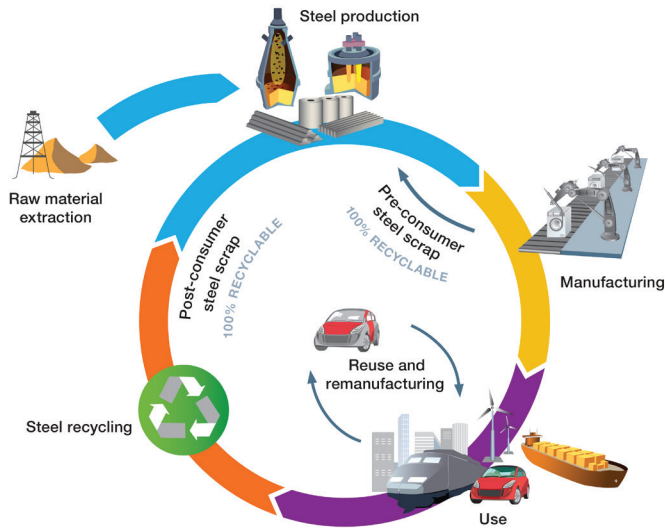 Steel production
Raw material
extraction
Post-consumer
steel scrap
100% RECYCLABLE
Pre-consumer
steel scrap
100% RECYCLABLE
Manufacturing
Reuse and
remanufacturing
Steel recycling
Use